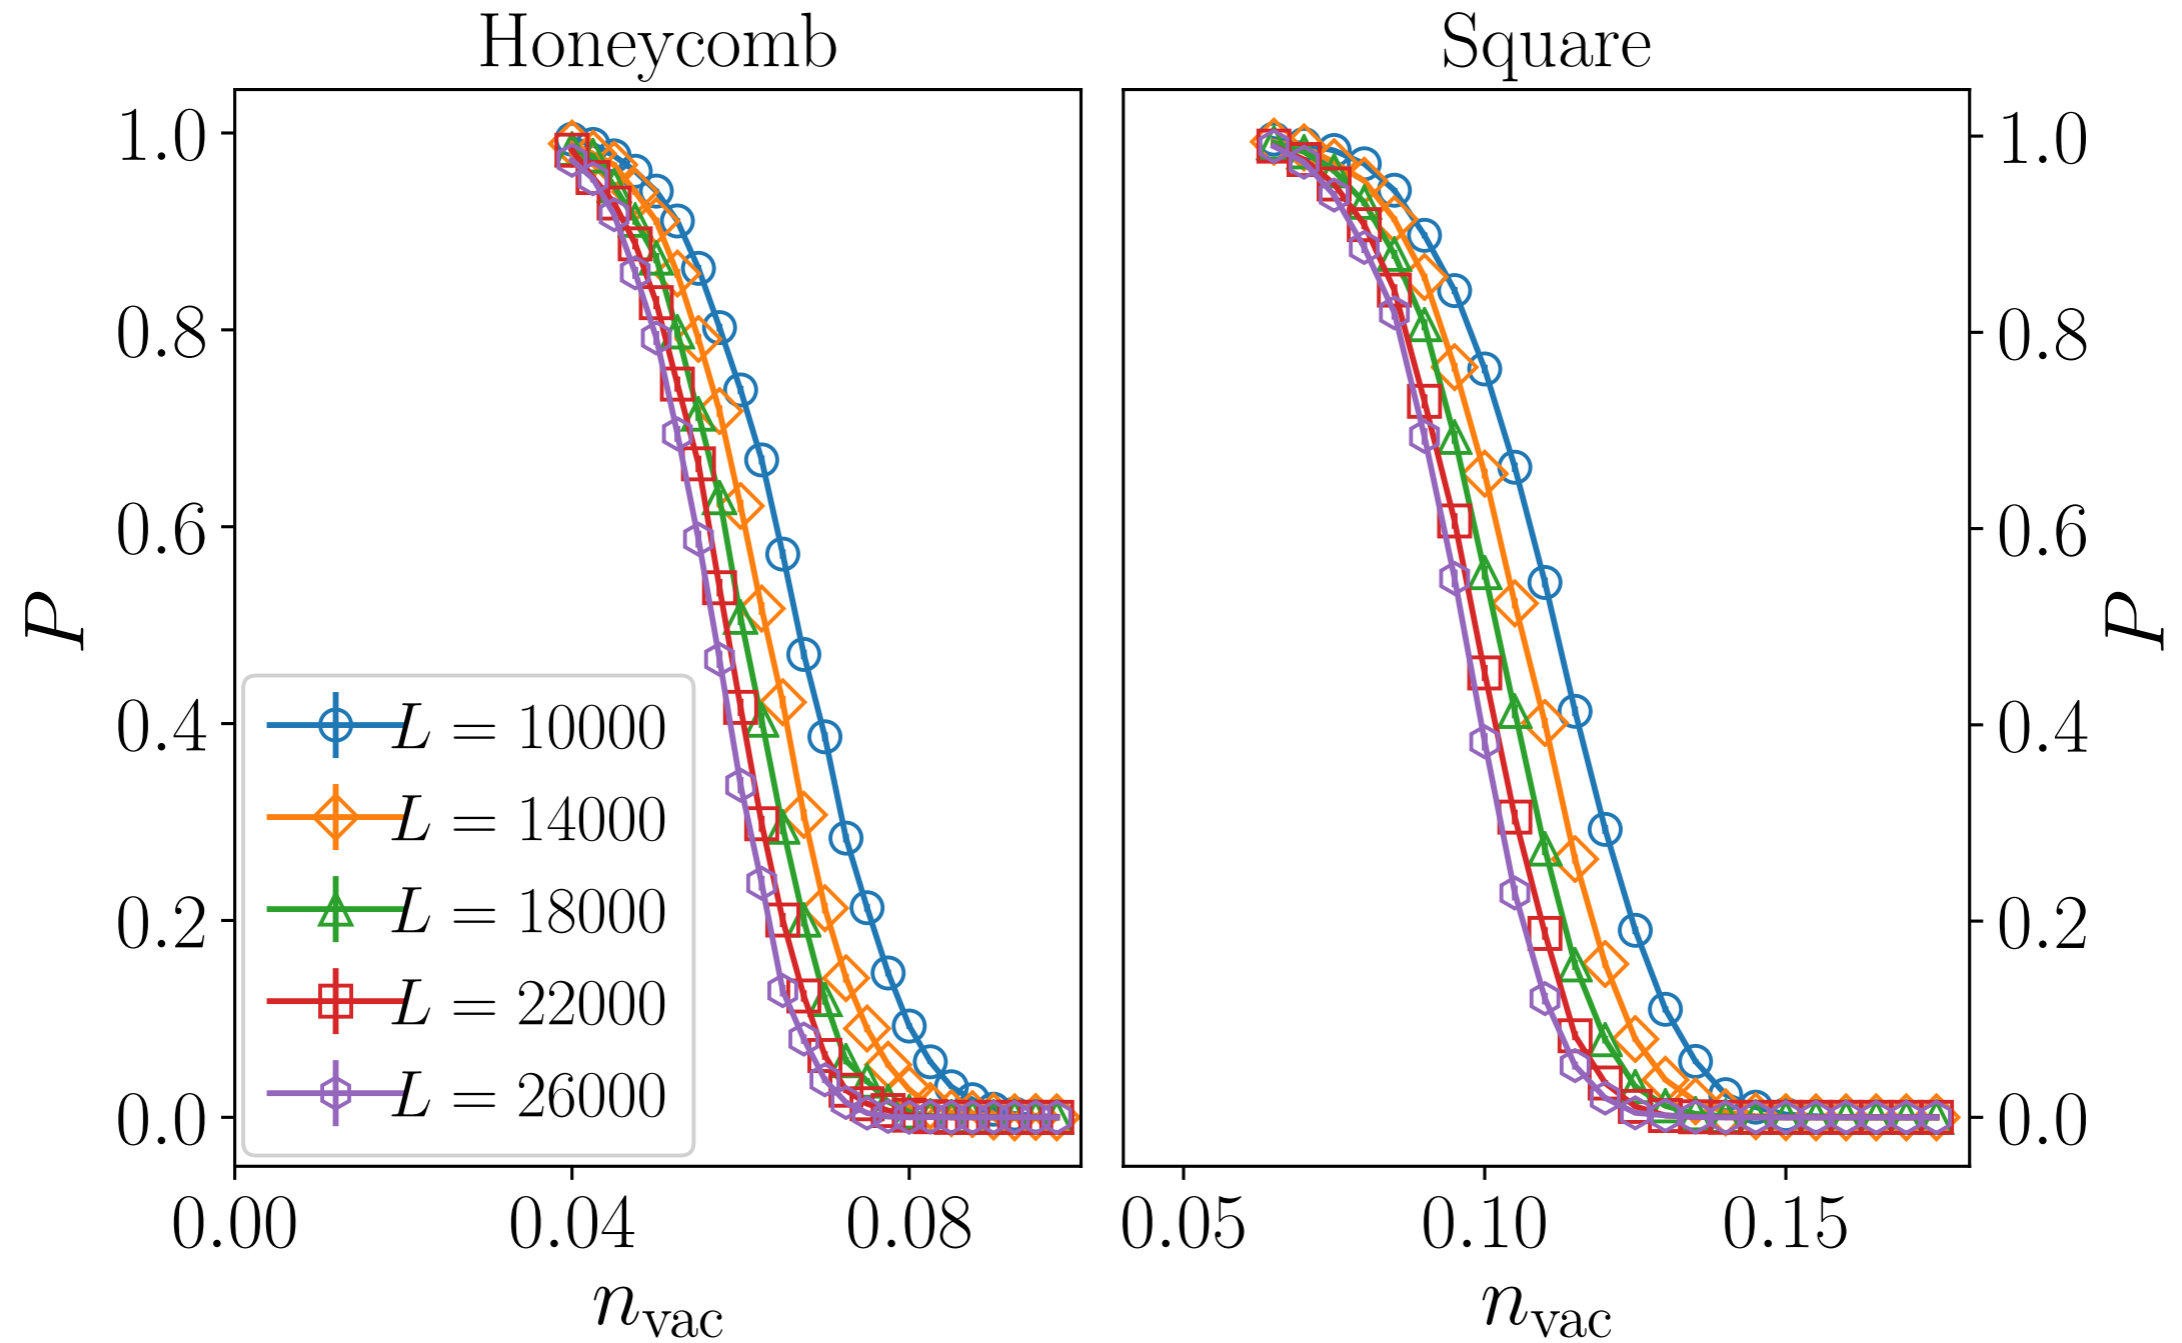 Honeycomb
Square
1.0
0.8
0.6
0.4
0.2
0.0
P
L = 10000
L = 14000
L = 18000
L = 22000
L = 26000
0.00 0.04 0.08
n_vac
1.0
0.8
0.6
0.4
0.2
0.0
P
0.05 0.10 0.15
n_vac